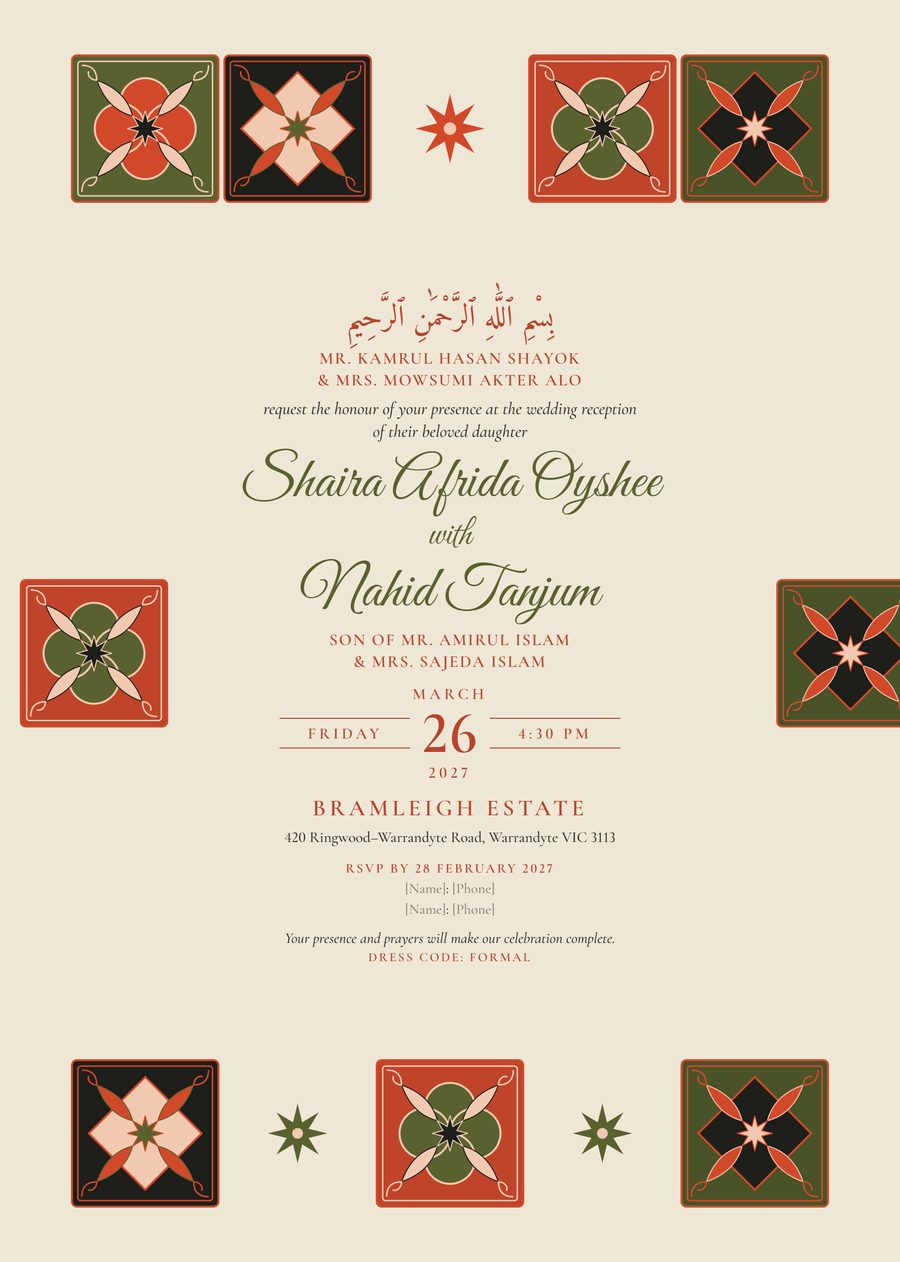 بِسْمِ ٱللَّهِ ٱلرَّحْمَٰنِ ٱلرَّحِيمِ
MR. KAMRUL HASAN SHAYOK
& MRS. MOWSUMI AKTER ALO
request the honour of your presence at the wedding reception
of their beloved daughter
Shaira Afrida Oyshee
with
Nahid Tanjum
SON OF MR. AMIRUL ISLAM
& MRS. SAJEDA ISLAM
MARCH
FRIDAY 26 4:30 PM
2027
BRAMLEIGH ESTATE
420 Ringwood–Warrandyte Road, Warrandyte VIC 3113
RSVP BY 28 FEBRUARY 2027
[Name]: [Phone]
[Name]: [Phone]
Your presence and prayers will make our celebration complete.
DRESS CODE: FORMAL